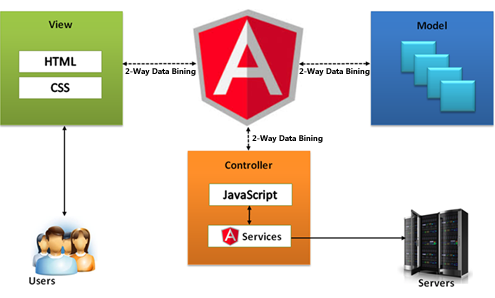 View
HTML
CSS
2-Way Data Bining
A
2-Way Data Bining
Model
2-Way Data Bining
Controller
JavaScript
A Services
Users
Servers